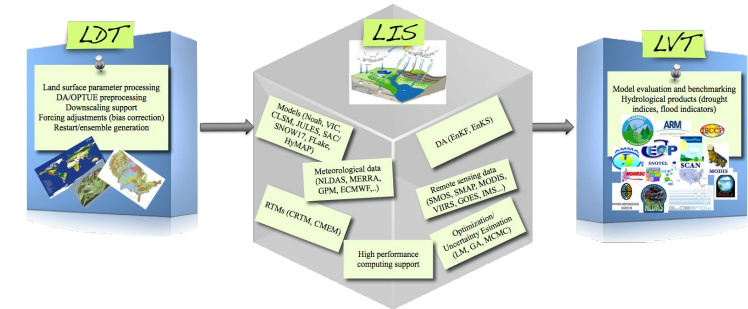 LDT
Land surface parameter processing
DA/OPTUE preprocessing
Downscaling support
Forcing adjustments (bias correction)
Restart/ensemble generation
LIS
Models (Noah, VIC,
CLSM, JULES, SAC/
SNOW17, FLake,
HyMAP)
Meteorological data
(NLDAS, MERRA,
GPM, ECMWF,..)
RTMs (CRTM, CMEM)
High performance
computing support
DA (EnKF, EnKS)
Remote sensing data
(SMOS, SMAP, MODIS,
VIIRS, GOES, IMS...)
Optimization/
Uncertainty Esimation
(LM, GA, MCMC)
LVT
Model evaluation and benchmarking
Hydrological products (drought
indices, flood indicators)
ARM
ISCCP
SNOTEL
SCAN
MODIS